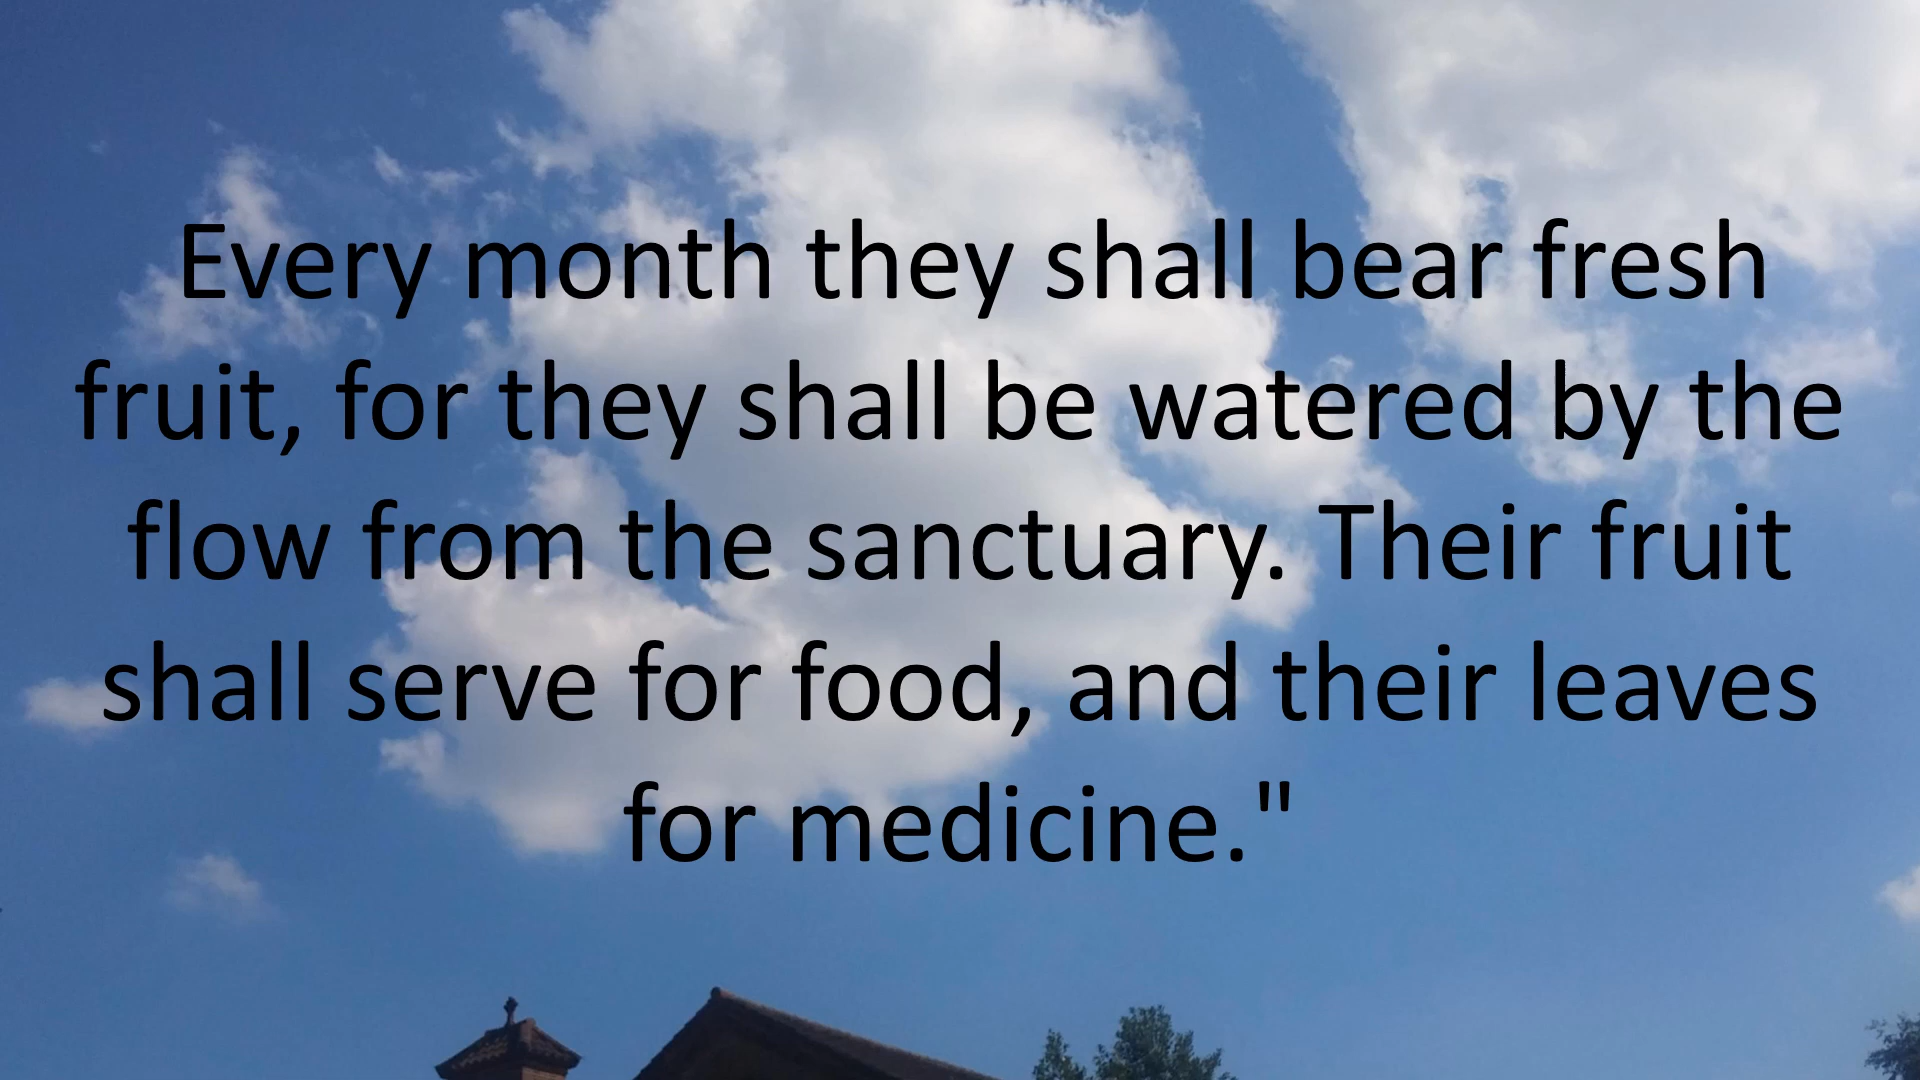 Every month they shall bear fresh
fruit, for they shall be watered by the
flow from the sanctuary. Their fruit
shall serve for food, and their leaves
for medicine."